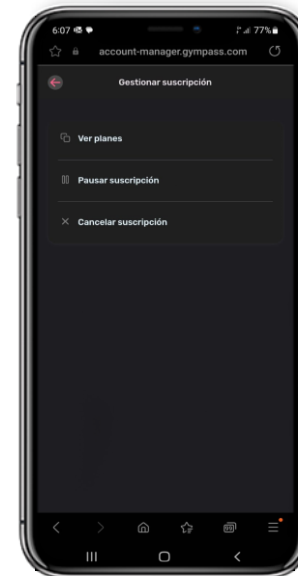 6:07 77%
account-manager.gympass.com
Gestionar suscripción
Ver planes
Pausar suscripción
Cancelar suscripción